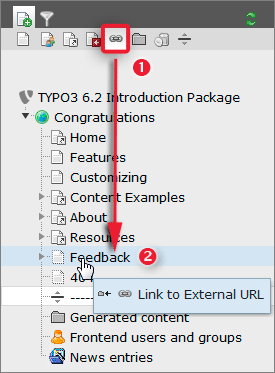 1
TYPO3 6.2 Introduction Package
Congratulations
Home
Features
Customizing
Content Examples
About
Resources
Feedback 2
40
Link to External URL
--------
Generated content
Frontend users and groups
News entries